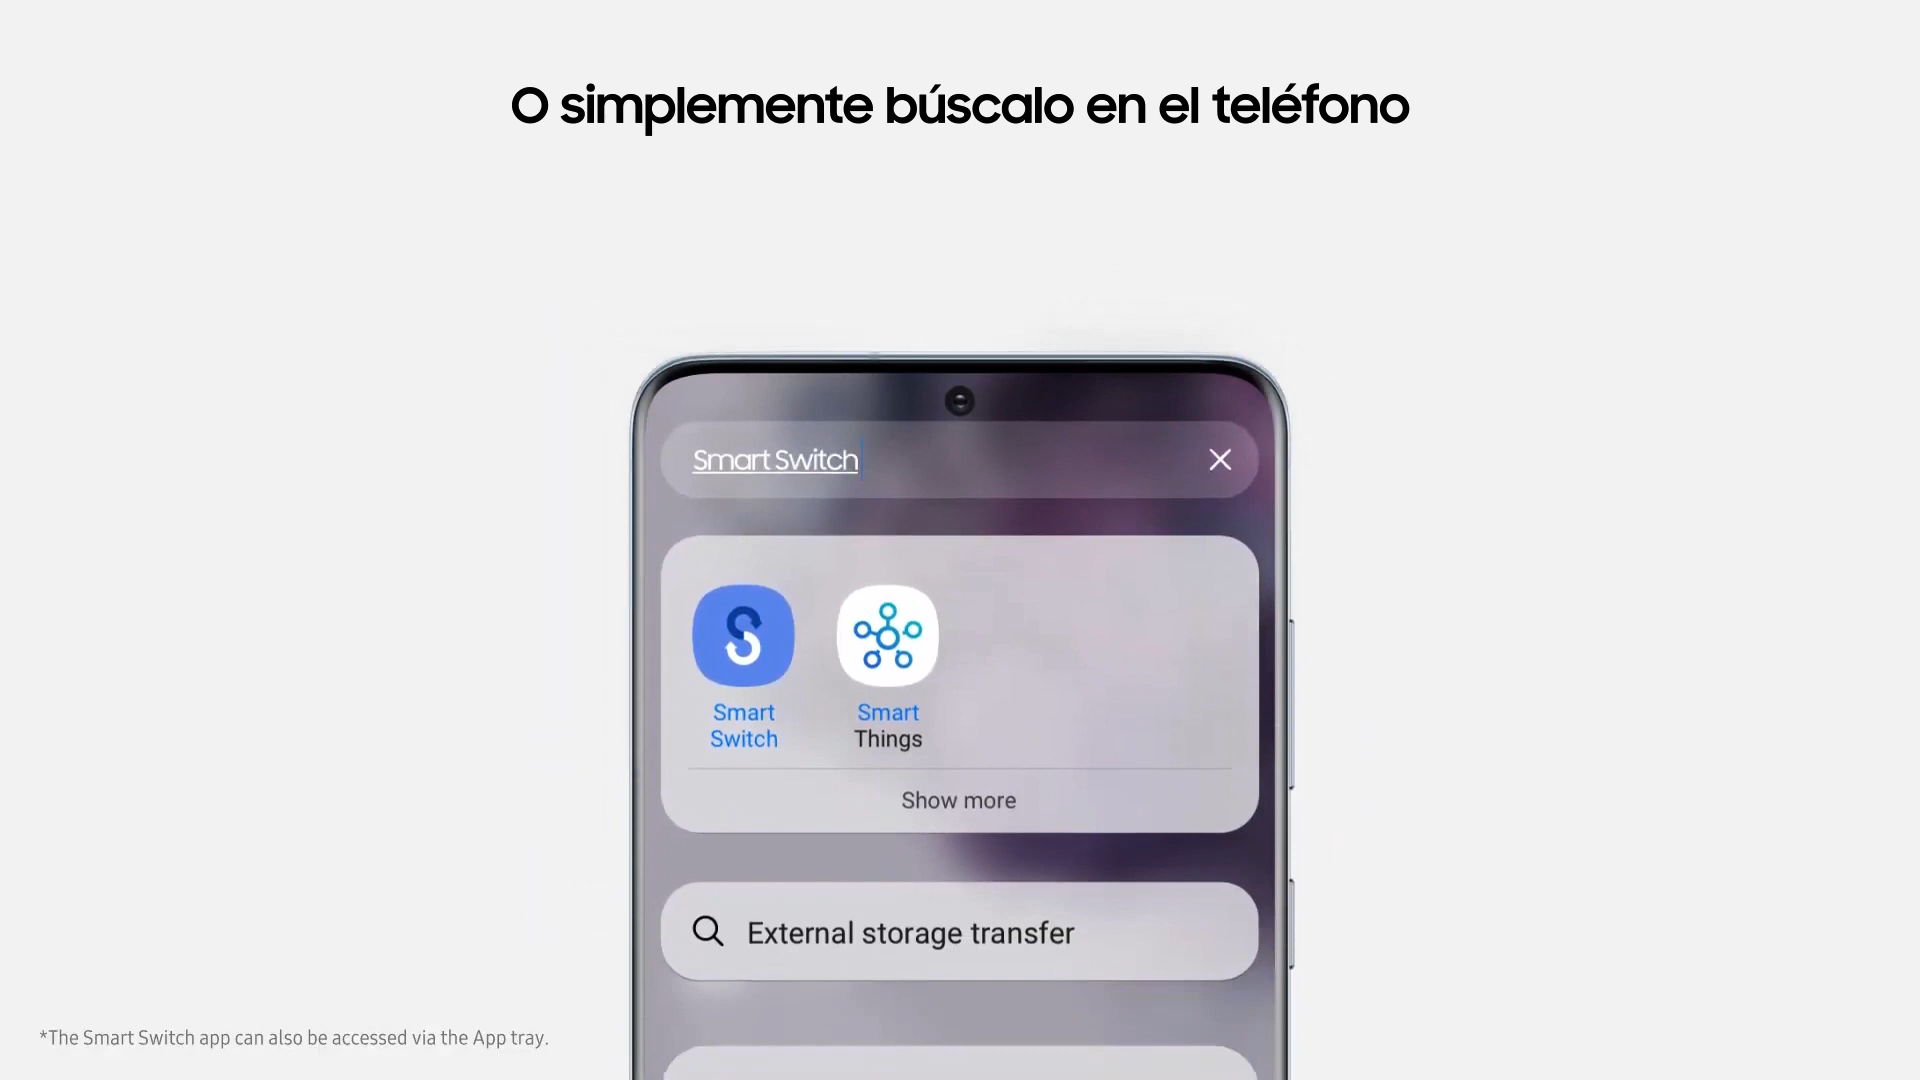 O simplemente búscalo en el teléfono
Smart Switch
Smart
Switch
Smart
Things
Show more
External storage transfer
*The Smart Switch app can also be accessed via the App tray.